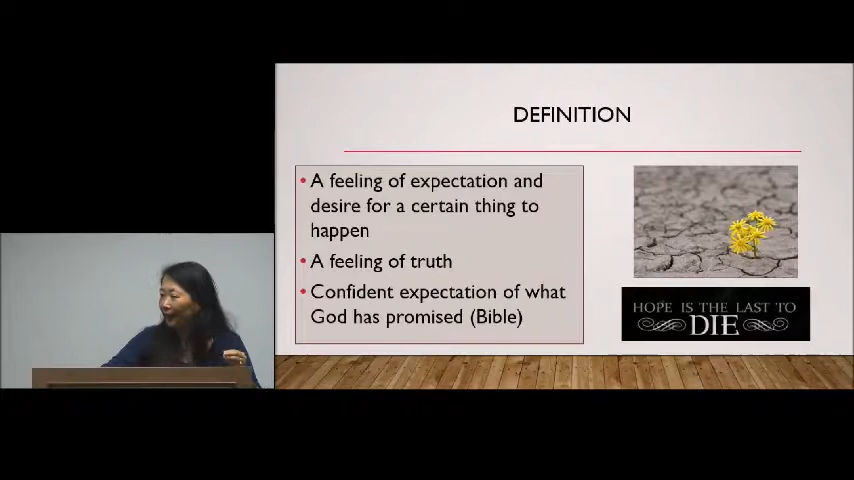 DEFINITION
• A feeling of expectation and
desire for a certain thing to
happen
• A feeling of truth
• Confident expectation of what
God has promised (Bible)
HOPE IS THE LAST TO
DIE